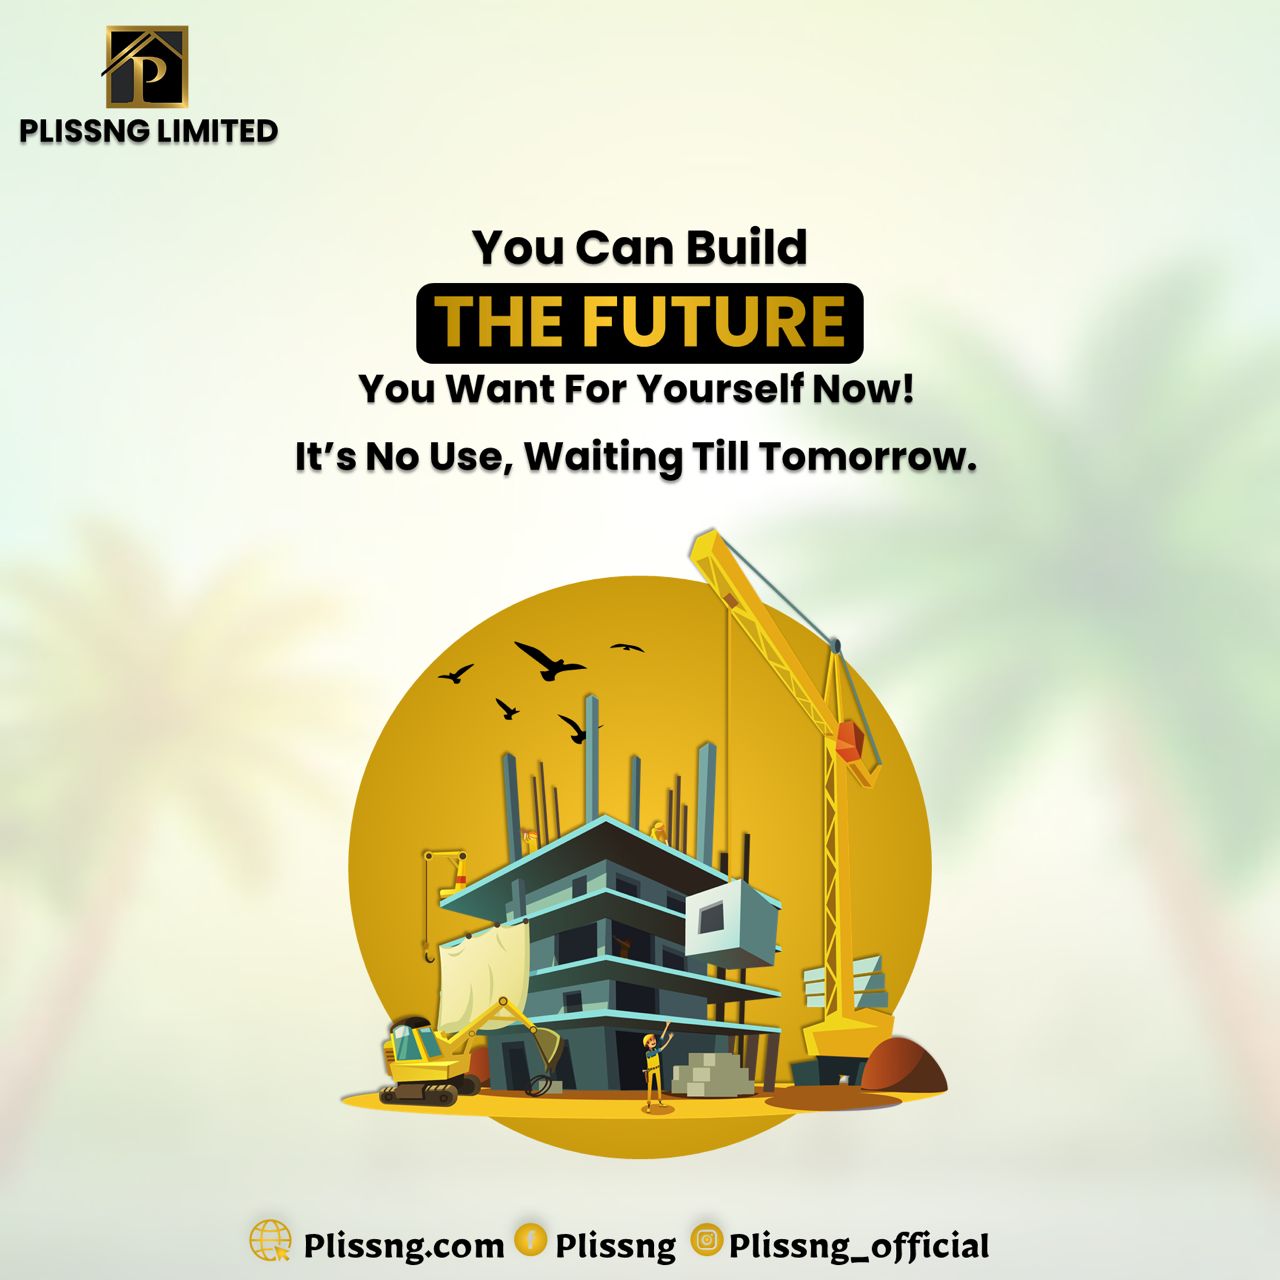 P
PLISSNG LIMITED
You Can Build
THE FUTURE
You Want For Yourself Now!
It’s No Use, Waiting Till Tomorrow.
Plissng.com Plissng Plissng_official